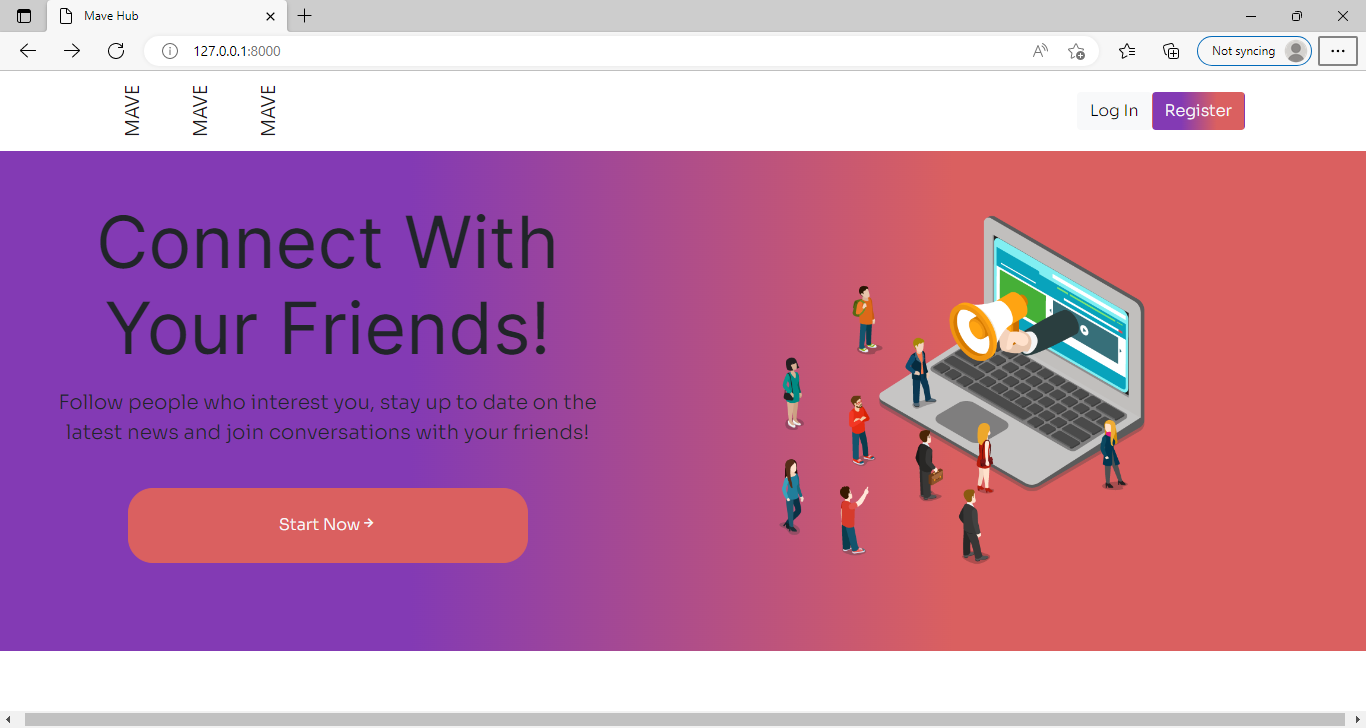 Mave Hub
127.0.0.1:8000
Not syncing
MAVE MAVE MAVE
Log In
Register
Connect With
Your Friends!
Follow people who interest you, stay up to date on the
latest news and join conversations with your friends!
Start Now →